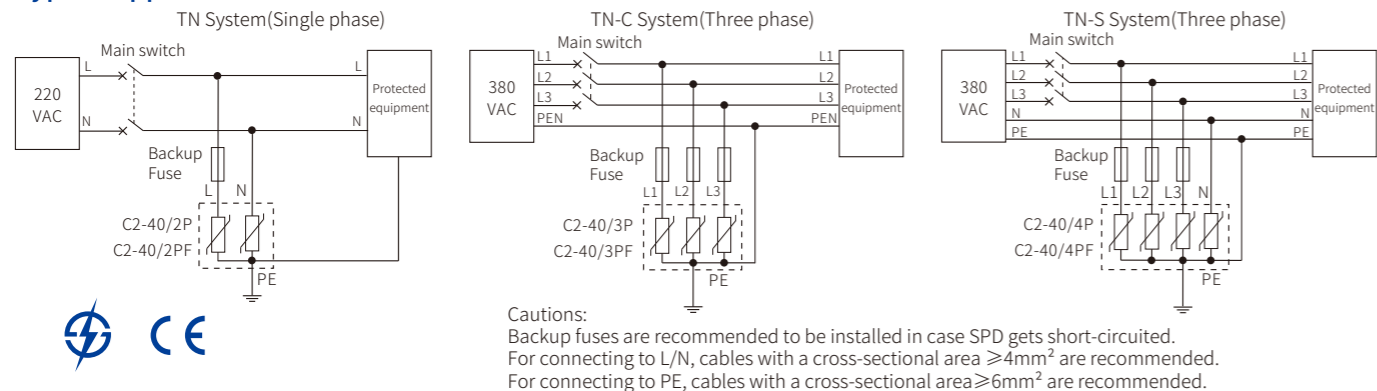 TN System(Single phase)
Main switch
L
L
220
VAC
Protected
equipment
N
N
Backup
Fuse
L
N
C2-40/2P
C2-40/2PF
PE
TN-C System(Three phase)
Main switch
L1
L1
L2
L2
380
VAC
Protected
equipment
L3
L3
PEN
PEN
Backup
Fuse
L1
L2
L3
C2-40/3P
C2-40/3PF
PE
TN-S System(Three phase)
Main switch
L1
L1
L2
L2
380
VAC
Protected
equipment
L3
L3
N
N
PE
PE
Backup
Fuse
L1
L2
L3
N
C2-40/4P
C2-40/4PF
PE
CE
Cautions:
Backup fuses are recommended to be installed in case SPD gets short-circuited.
For connecting to L/N, cables with a cross-sectional area ≥4mm² are recommended.
For connecting to PE, cables with a cross-sectional area≥6mm² are recommended.